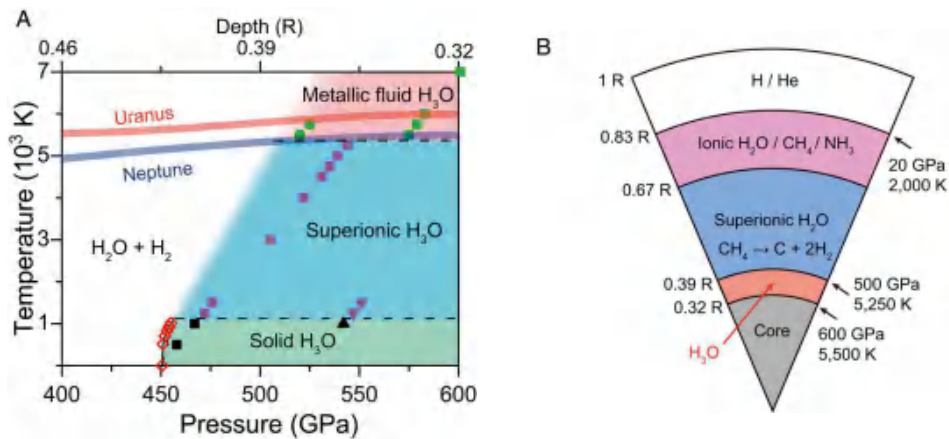 A
Depth (R)
0.46
0.39
0.32
7
5
3
1
Temperature (10³ K)
Uranus
Neptune
Metallic fluid H₃O
H₂O + H₂
Superionic H₃O
Solid H₃O
400
450
500
550
600
Pressure (GPa)
B
1 R
H / He
0.83 R
Ionic H₂O / CH₄ / NH₃
20 GPa
2,000 K
0.67 R
Superionic H₂O
CH₄ → C + 2H₂
0.39 R
500 GPa
5,250 K
0.32 R
Core
600 GPa
5,500 K
H₃O